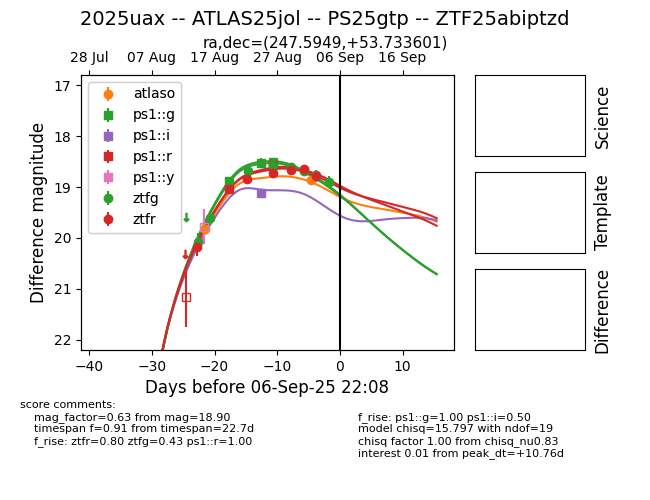 2025uax -- ATLAS25jol -- PS25gtp -- ZTF25abiptzd
ra,dec=(247.5949,+53.733601)
28 Jul 07 Aug 17 Aug 27 Aug 06 Sep 16 Sep
17
18
19
20
21
22
Difference magnitude
atlaso
ps1::g
ps1::i
ps1::r
ps1::y
ztfg
ztfr
−40 −30 −20 −10 0 10
Days before 06-Sep-25 22:08
Science
Template
Difference
score comments:
mag_factor=0.63 from mag=18.90
timespan f=0.91 from timespan=22.7d
f_rise: ztfr=0.80 ztfg=0.43 ps1::r=1.00
f_rise: ps1::g=1.00 ps1::i=0.50
model chisq=15.797 with ndof=19
chisq factor 1.00 from chisq_nu0.83
interest 0.01 from peak_dt=+10.76d